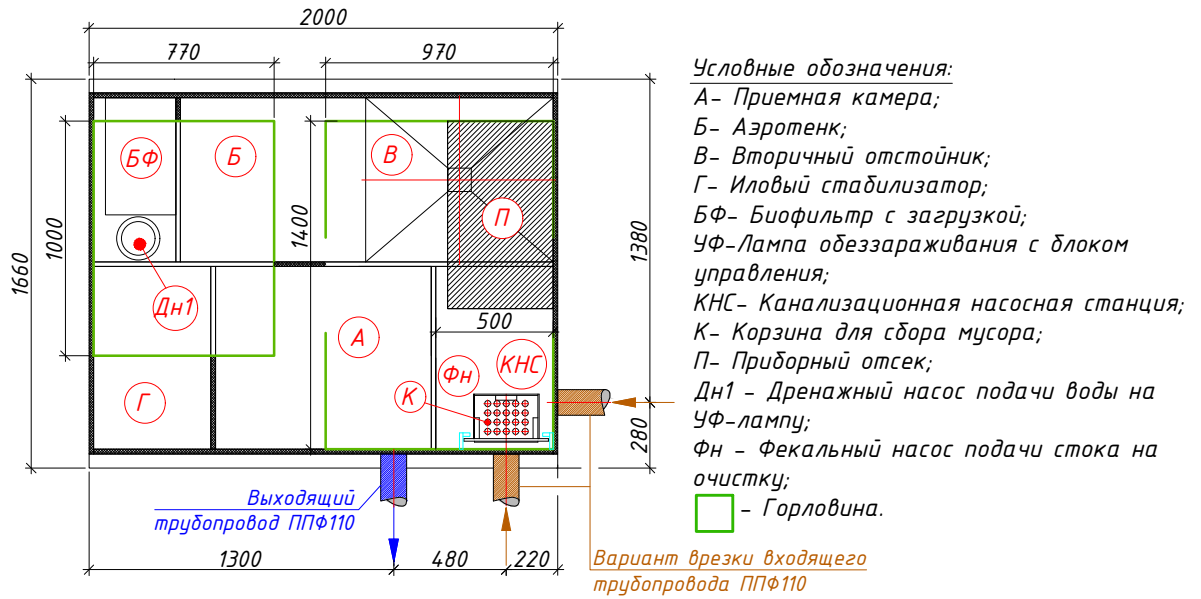 2000
770
970
Условные обозначения:
А- Приемная камера;
Б- Аэротенк;
В- Вторичный отстойник;
Г- Иловый стабилизатор;
БФ- Биофильтр с загрузкой;
УФ-Лампа обеззараживания с блоком
управления;
КНС- Канализационная насосная станция;
К- Корзина для сбора мусора;
П- Приборный отсек;
Дн1 - Дренажный насос подачи воды на
УФ-лампу;
Фн - Фекальный насос подачи стока на
очистку;
- Горловина.
БФ
Б
В
П
1000
1400
1660
1380
Дн1
500
А
Фн
КНС
К
Г
280
Выходящий
трубопровод ППФ110
1300
480
220
Вариант врезки входящего
трубопровода ППФ110